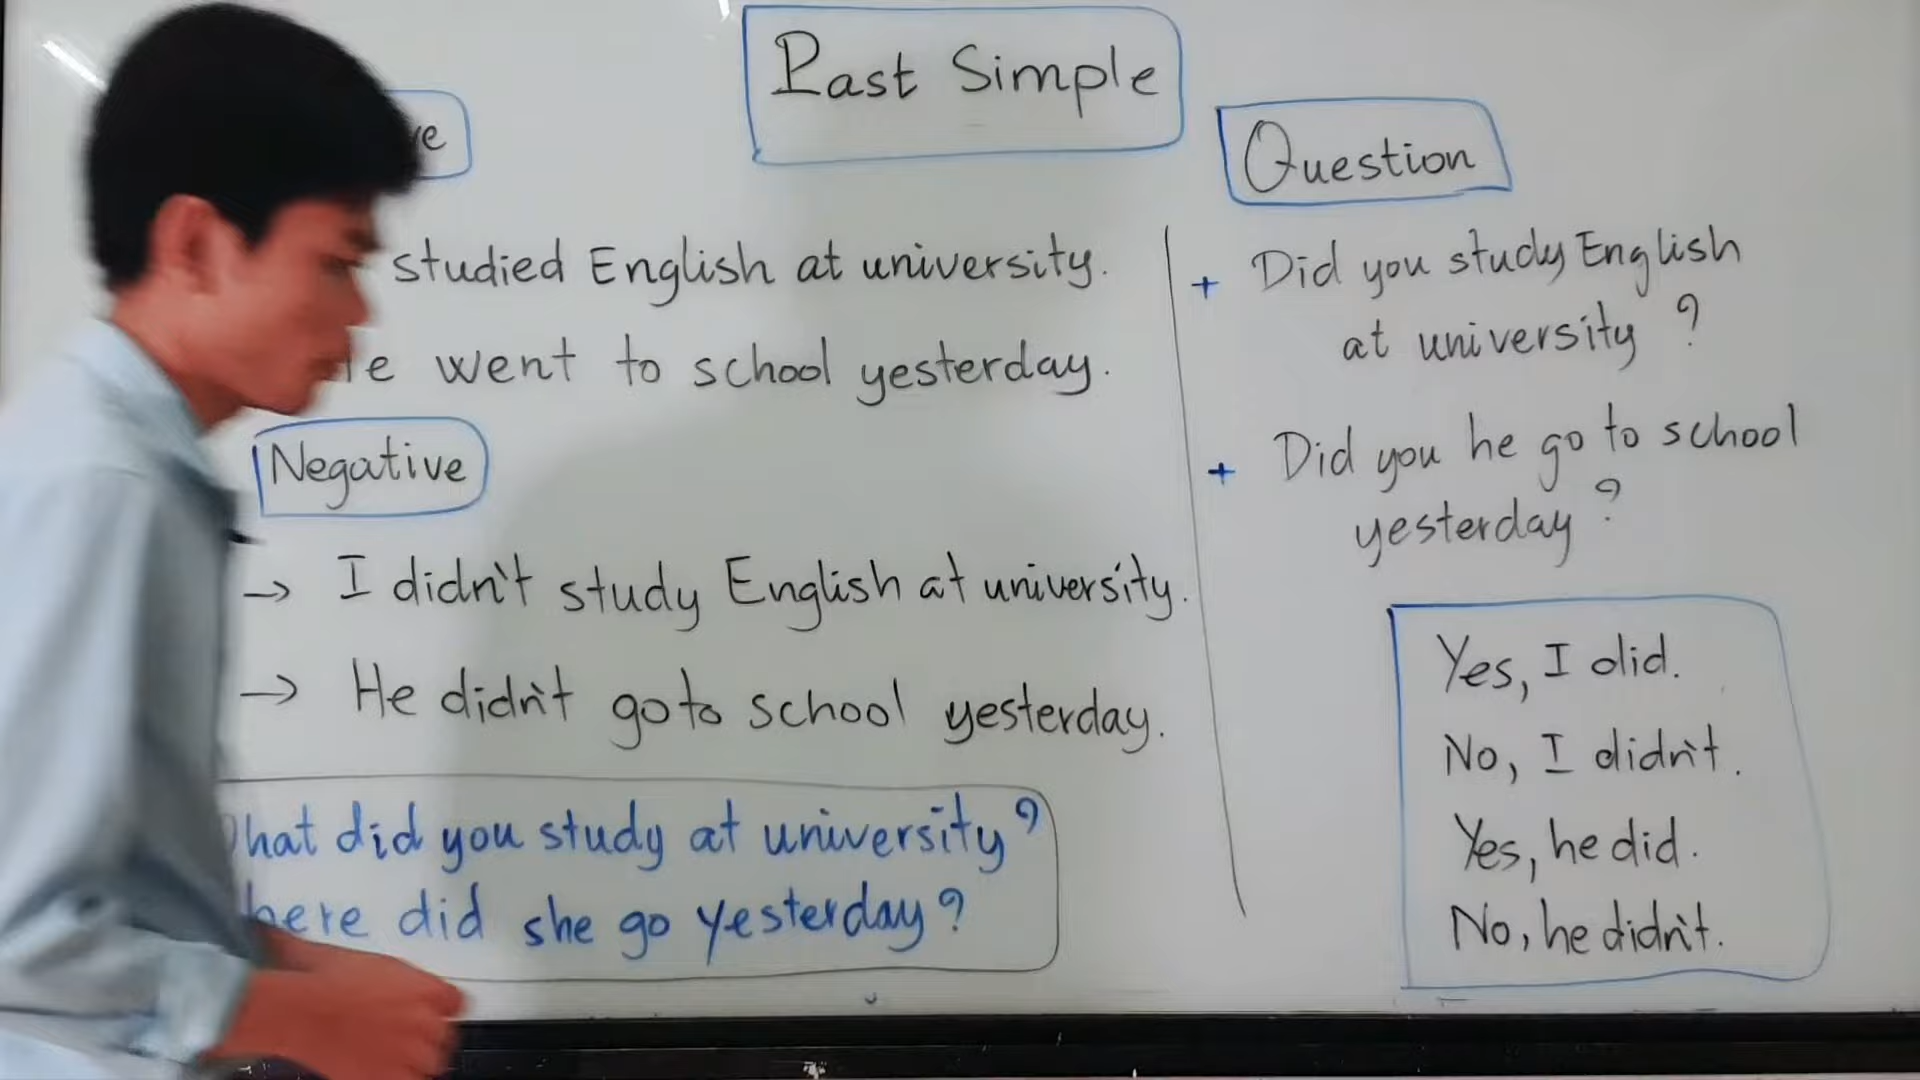 Past Simple
studied English at university.
went to school yesterday.
Negative
→ I didn't study English at university.
→ He didn't go to school yesterday.
did you study at university?
did she go yesterday?
Question
+ Did you study English
at university?
+ Did you he go to school
yesterday?
Yes, I did.
No, I didn't.
Yes, he did.
No, he didn't.